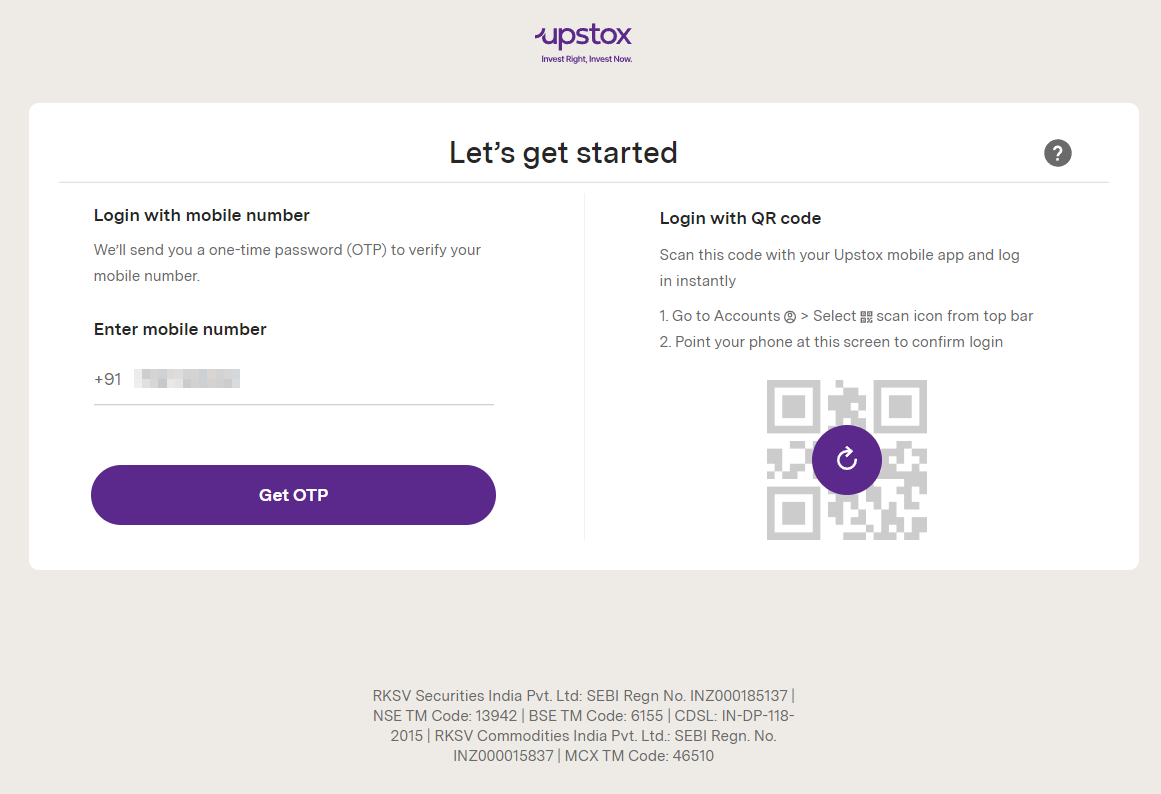 upstox
Invest Right, Invest Now.
Let's get started
?
Login with mobile number
We'll send you a one-time password (OTP) to verify your
mobile number.
Enter mobile number
+91
Get OTP
Login with QR code
Scan this code with your Upstox mobile app and log
in instantly
1. Go to Accounts > Select scan icon from top bar
2. Point your phone at this screen to confirm login
RKSV Securities India Pvt. Ltd: SEBI Regn No. INZ000185137 |
NSE TM Code: 13942 | BSE TM Code: 6155 | CDSL: IN-DP-118-
2015 | RKSV Commodities India Pvt. Ltd.: SEBI Regn. No.
INZ000015837 | MCX TM Code: 46510